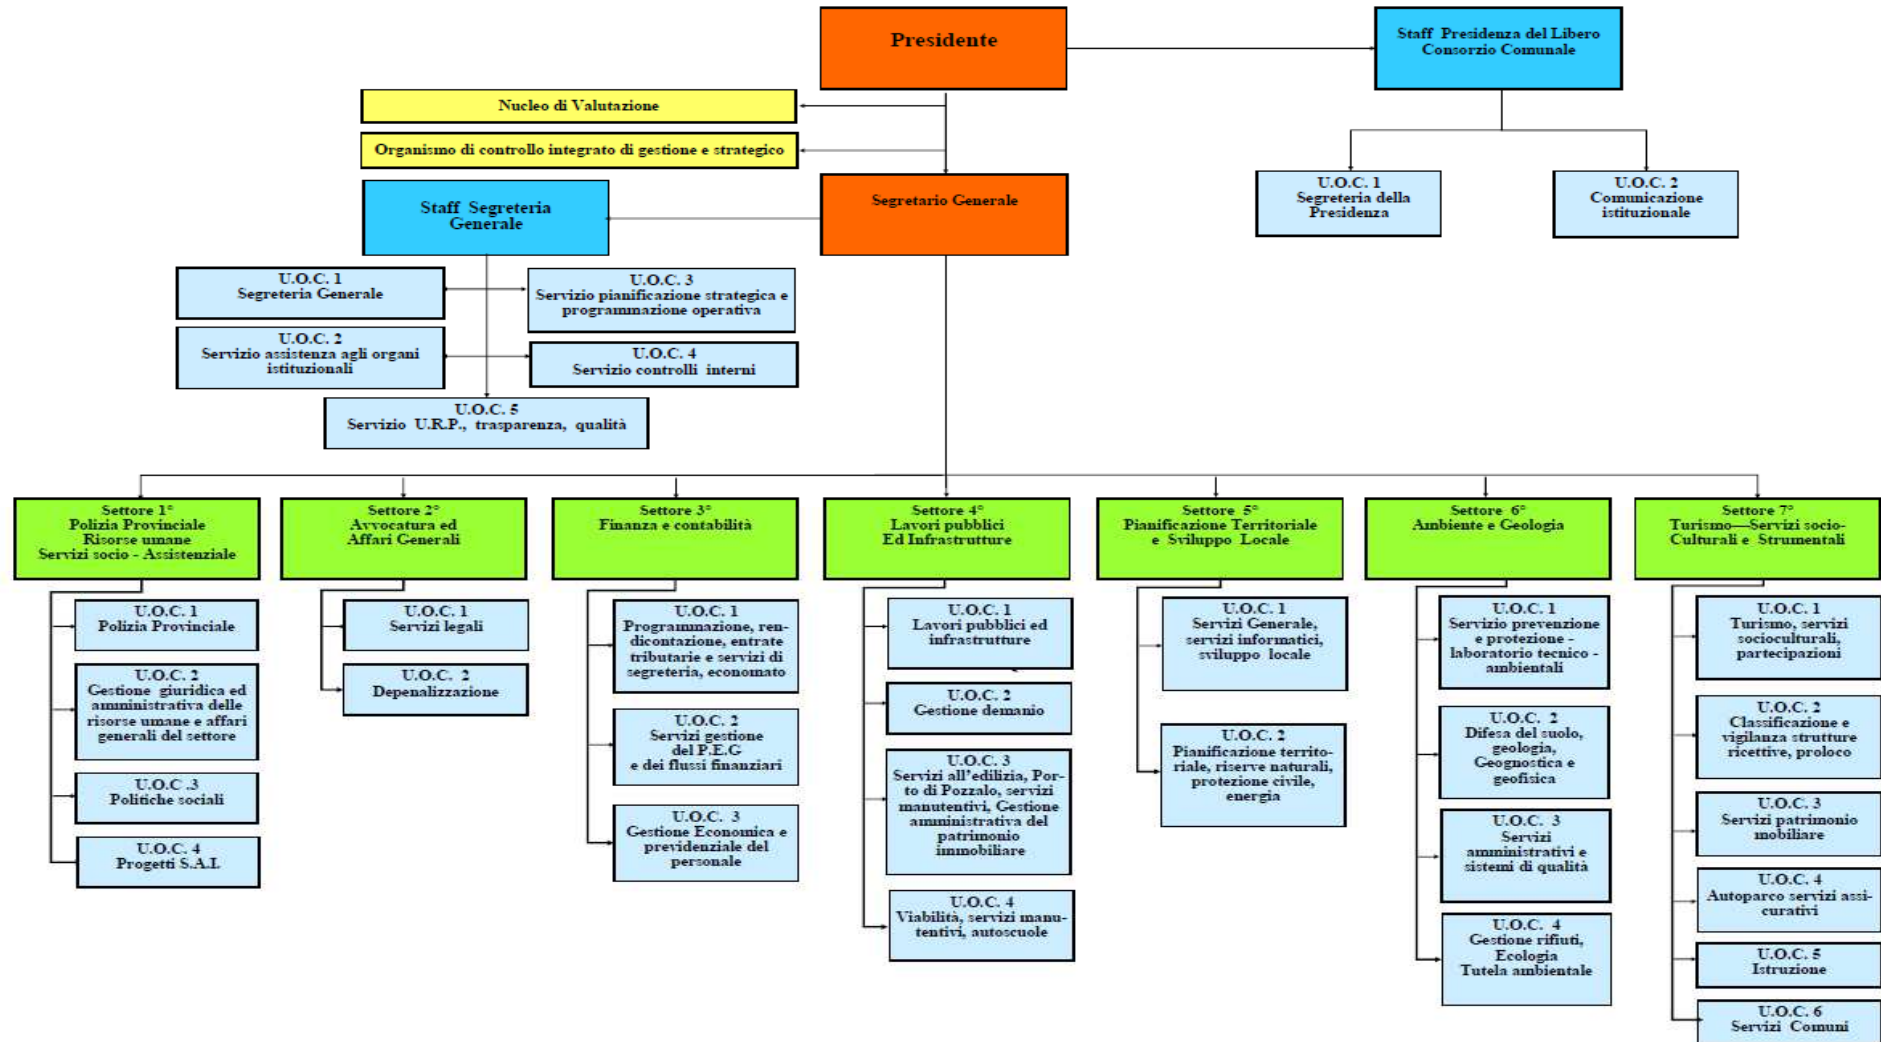 Presidente
Staff Presidenza del Libero
Consorzio Comunale
Nucleo di Valutazione
Organismo di controllo integrato di gestione e strategico
U.O.C. 1
Segreteria della
Presidenza
U.O.C. 2
Comunicazione
istituzionale
Staff Segreteria
Generale
Segretario Generale
U.O.C. 1
Segreteria Generale
U.O.C. 3
Servizio pianificazione strategica e
programmazione operativa
U.O.C. 2
Servizio assistenza agli organi
istituzionali
U.O.C. 4
Servizio controlli interni
U.O.C. 5
Servizio U.R.P., trasparenza, qualità
Settore 1°
Polizia Provinciale
Risorse umane
Servizi socio - Assistenziale
U.O.C. 1
Polizia Provinciale
U.O.C. 2
Gestione giuridica ed
amministrativa delle
risorse umane e affari
generali del settore
U.O.C .3
Politiche sociali
U.O.C. 4
Progetti S.A.I.
Settore 2°
Avvocatura ed
Affari Generali
U.O.C. 1
Servizi legali
U.O.C. 2
Depenalizzazione
Settore 3°
Finanza e contabilità
U.O.C. 1
Programmazione, ren-
dicontazione, entrate
tributarie e servizi di
segreteria, economato
U.O.C. 2
Servizi gestione
del P.E.G
e dei flussi finanziari
U.O.C. 3
Gestione Economica e
previdenziale del
personale
Settore 4°
Lavori pubblici
Ed Infrastrutture
U.O.C. 1
Lavori pubblici ed
infrastrutture
U.O.C. 2
Gestione demanio
U.O.C. 3
Servizi all'edilizia, Por-
to di Pozzalo, servizi
manutentivi, Gestione
amministrativa del
patrimonio
immobiliare
U.O.C. 4
Viabilità, servizi manu-
tentivi, autoscuole
Settore 5°
Pianificazione Territoriale
e Sviluppo Locale
U.O.C. 1
Servizi Generale,
servizi informatici,
sviluppo locale
U.O.C. 2
Pianificazione territo-
riale, riserve naturali,
protezione civile,
energia
Settore 6°
Ambiente e Geologia
U.O.C. 1
Servizio prevenzione
e protezione -
laboratorio tecnico -
ambientali
U.O.C. 2
Difesa del suolo,
geologia,
Geognostica e
geofisica
U.O.C. 3
Servizi
amministrativi e
sistemi di qualità
U.O.C. 4
Gestione rifiuti,
Ecologia
Tutela ambientale
Settore 7°
Turismo—Servizi socio-
Culturali e Strumentali
U.O.C. 1
Turismo, servizi
socioculturali,
partecipazioni
U.O.C. 2
Classificazione e
vigilanza strutture
ricettive, proloco
U.O.C. 3
Servizi patrimonio
mobiliare
U.O.C. 4
Autoparco servizi assi-
curativi
U.O.C. 5
Istruzione
U.O.C. 6
Servizi Comuni